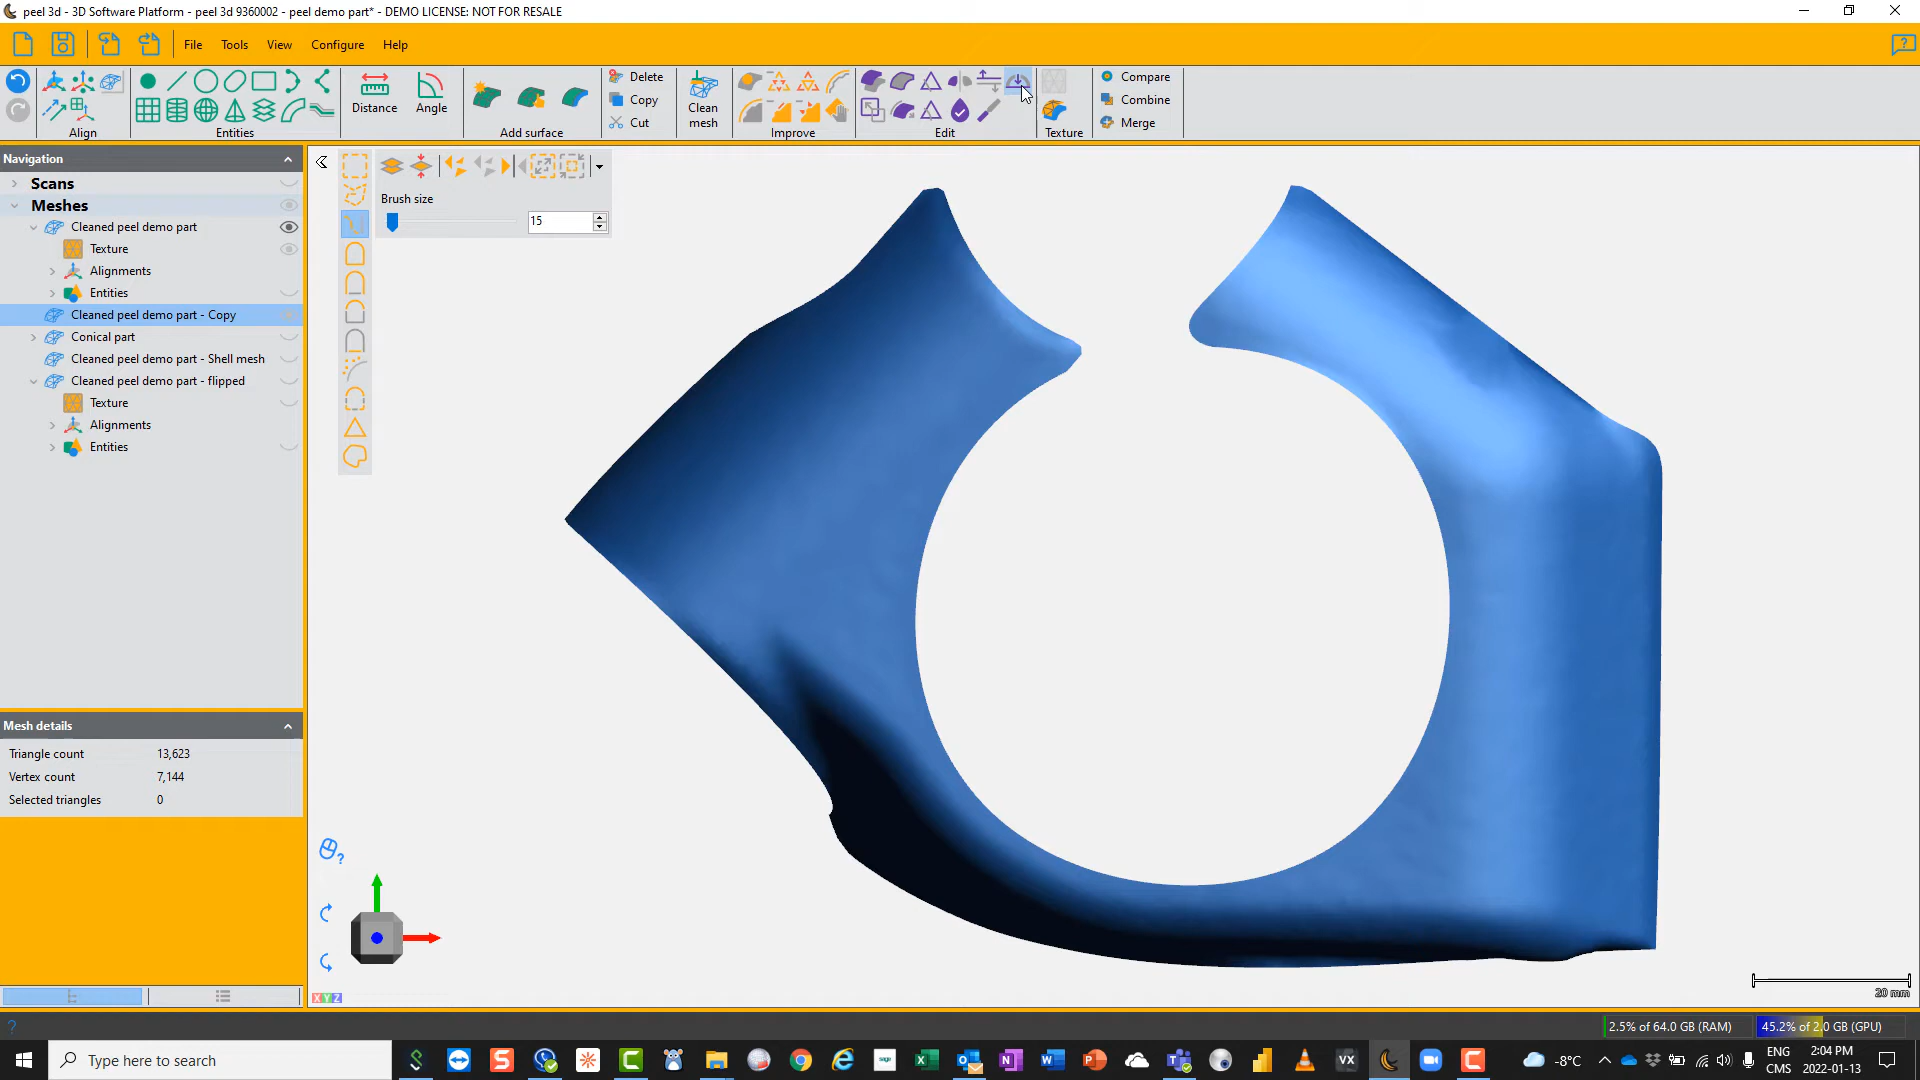 peel 3d - 3D Software Platform - peel 3d 9360002 - peel demo part* - DEMO LICENSE: NOT FOR RESALE
File Tools View Configure Help
Align
Entities
Distance
Angle
Add surface
Delete
Copy
Cut
Clean mesh
Improve
Edit
Texture
Compare
Combine
Merge
Navigation
Scans
Meshes
Cleaned peel demo part
Texture
Alignments
Entities
Cleaned peel demo part - Copy
Conical part
Cleaned peel demo part - Shell mesh
Cleaned peel demo part - flipped
Texture
Alignments
Entities
Brush size
15
Mesh details
Triangle count 13,623
Vertex count 7,144
Selected triangles 0
XYZ
20 mm
2.5% of 64.0 GB (RAM)
45.2% of 2.0 GB (GPU)
Type here to search
sage
VX
-8°C
ENG
CMS
2:04 PM
2022-01-13